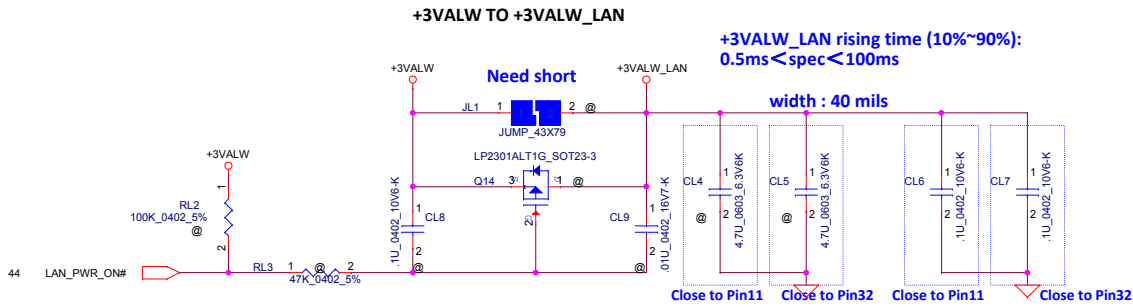 +3VALW TO +3VALW_LAN
+3VALW_LAN rising time (10%~90%):
0.5ms＜spec＜100ms
+3VALW
+3VALW_LAN
Need short
width : 40 mils
JL1
1
1
2
2
@
JUMP_43X79
LP2301ALT1G_SOT23-3
+3VALW
Q14
3
1
@
2
1
RL2
100K_0402_5%
@
2
1
CL8
2
.1U_0402_10V6-K
@
1
CL9
2
.01U_0402_16V7-K
@
1
CL4
2
@
4.7U_0603_6.3V6K
1
CL5
2
@
4.7U_0603_6.3V6K
1
CL6
2
.1U_0402_10V6-K
1
CL7
2
.1U_0402_10V6-K
44
LAN_PWR_ON#
RL3
1
@
2
47K_0402_5%
Close to Pin11
Close to Pin32
Close to Pin11
Close to Pin32